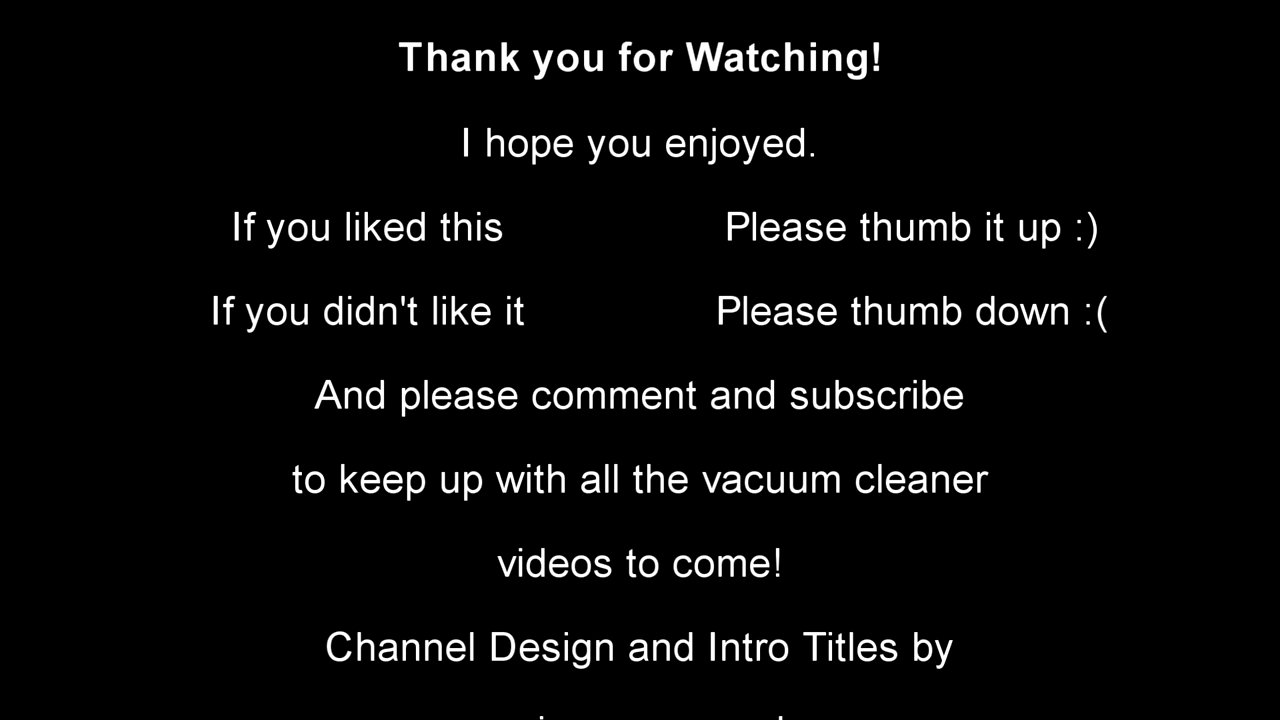 Thank you for Watching!
I hope you enjoyed.
If you liked this Please thumb it up :)
If you didn't like it Please thumb down :(
And please comment and subscribe
to keep up with all the vacuum cleaner
videos to come!
Channel Design and Intro Titles by